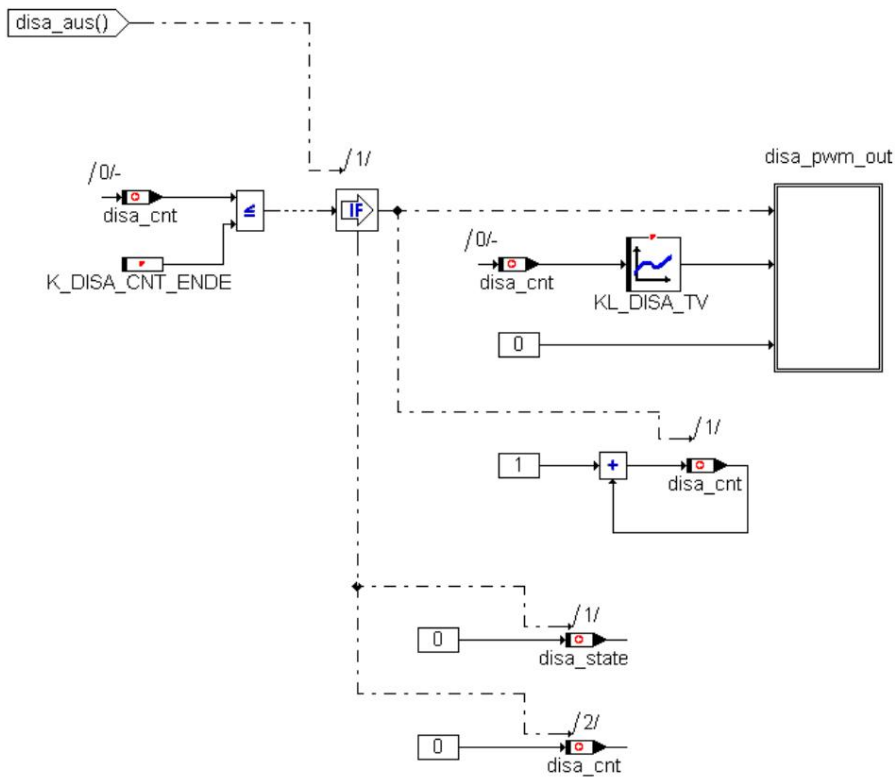 disa_aus()
/1/
disa_pwm_out
/0/-
≤
IF
disa_cnt
/0/-
K_DISA_CNT_ENDE
disa_cnt
KL_DISA_TV
0
/1/
1
+
disa_cnt
/1/
0
disa_state
/2/
0
disa_cnt